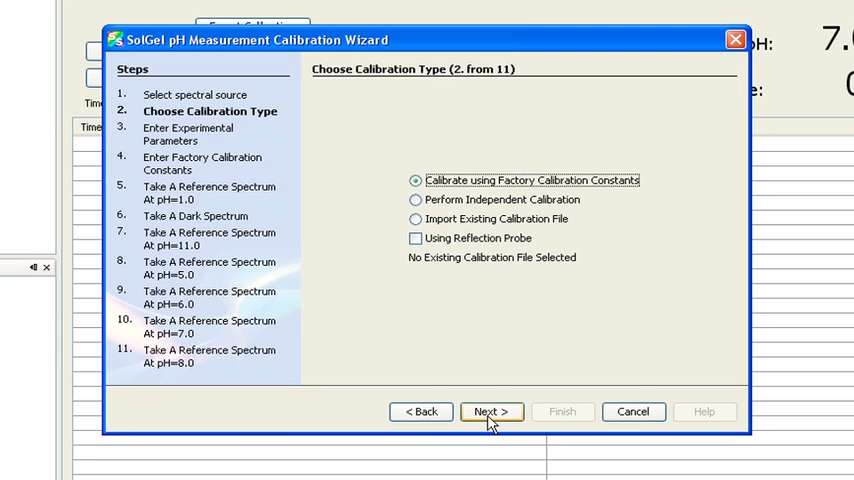 SolGel pH Measurement Calibration Wizard
pH:
7.
e:
Time
Time
Steps
1. Select spectral source
2. Choose Calibration Type
3. Enter Experimental
Parameters
4. Enter Factory Calibration
Constants
5. Take A Reference Spectrum
At pH=1.0
6. Take A Dark Spectrum
7. Take A Reference Spectrum
At pH=11.0
8. Take A Reference Spectrum
At pH=5.0
9. Take A Reference Spectrum
At pH=6.0
10. Take A Reference Spectrum
At pH=7.0
11. Take A Reference Spectrum
At pH=8.0
Choose Calibration Type (2. from 11)
Calibrate using Factory Calibration Constants
Perform Independent Calibration
Import Existing Calibration File
Using Reflection Probe
No Existing Calibration File Selected
< Back
Next >
Finish
Cancel
Help